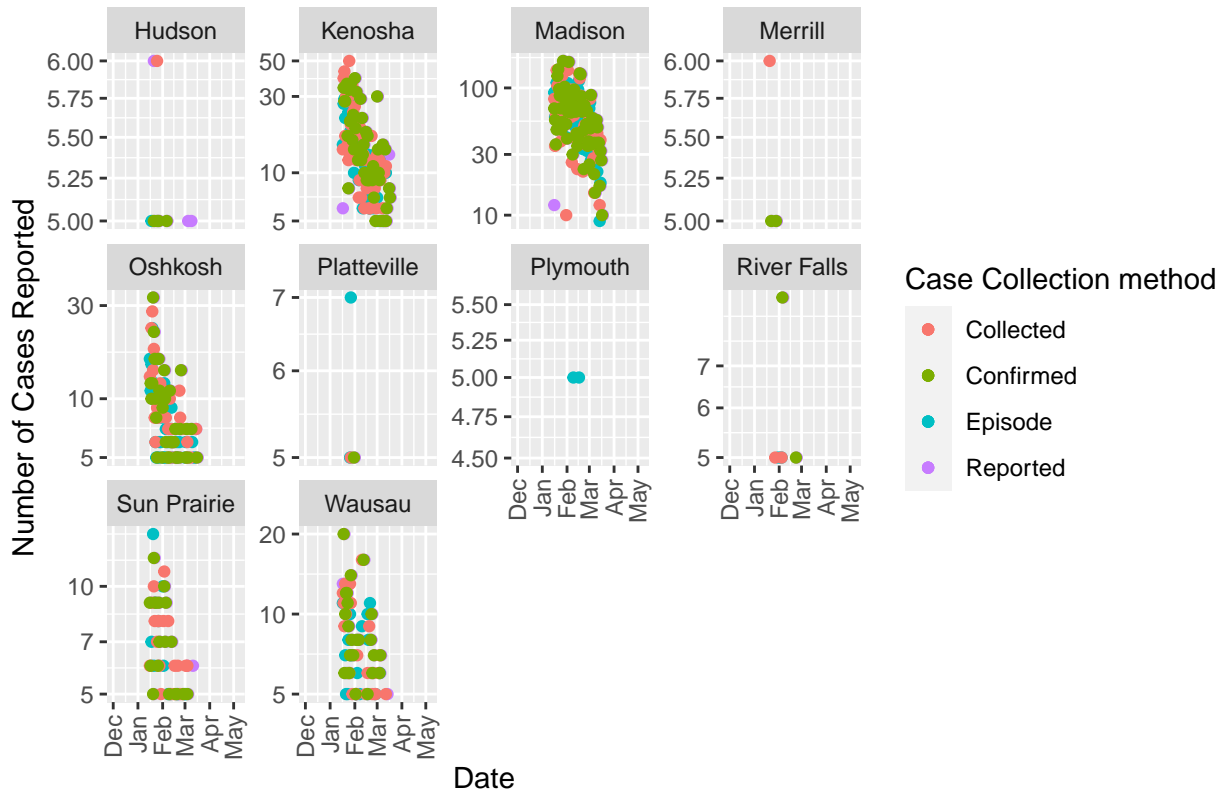 Hudson Kenosha Madison Merrill
6.00 50 6.00
5.75 30 100 5.75
5.50 5.50
5.25 10 30 5.25
5.00 5 10 5.00
Oshkosh Platteville Plymouth River Falls
30 7 5.50
5.25 7
10 6 5.00 6
4.75
5 5 4.50 5
Dec Jan Feb Mar Apr May Dec Jan Feb Mar Apr May
Sun Prairie Wausau
20
10
7 10
5 5
Dec Jan Feb Mar Apr May Dec Jan Feb Mar Apr May
Number of Cases Reported
Date
Case Collection method
Collected
Confirmed
Episode
Reported